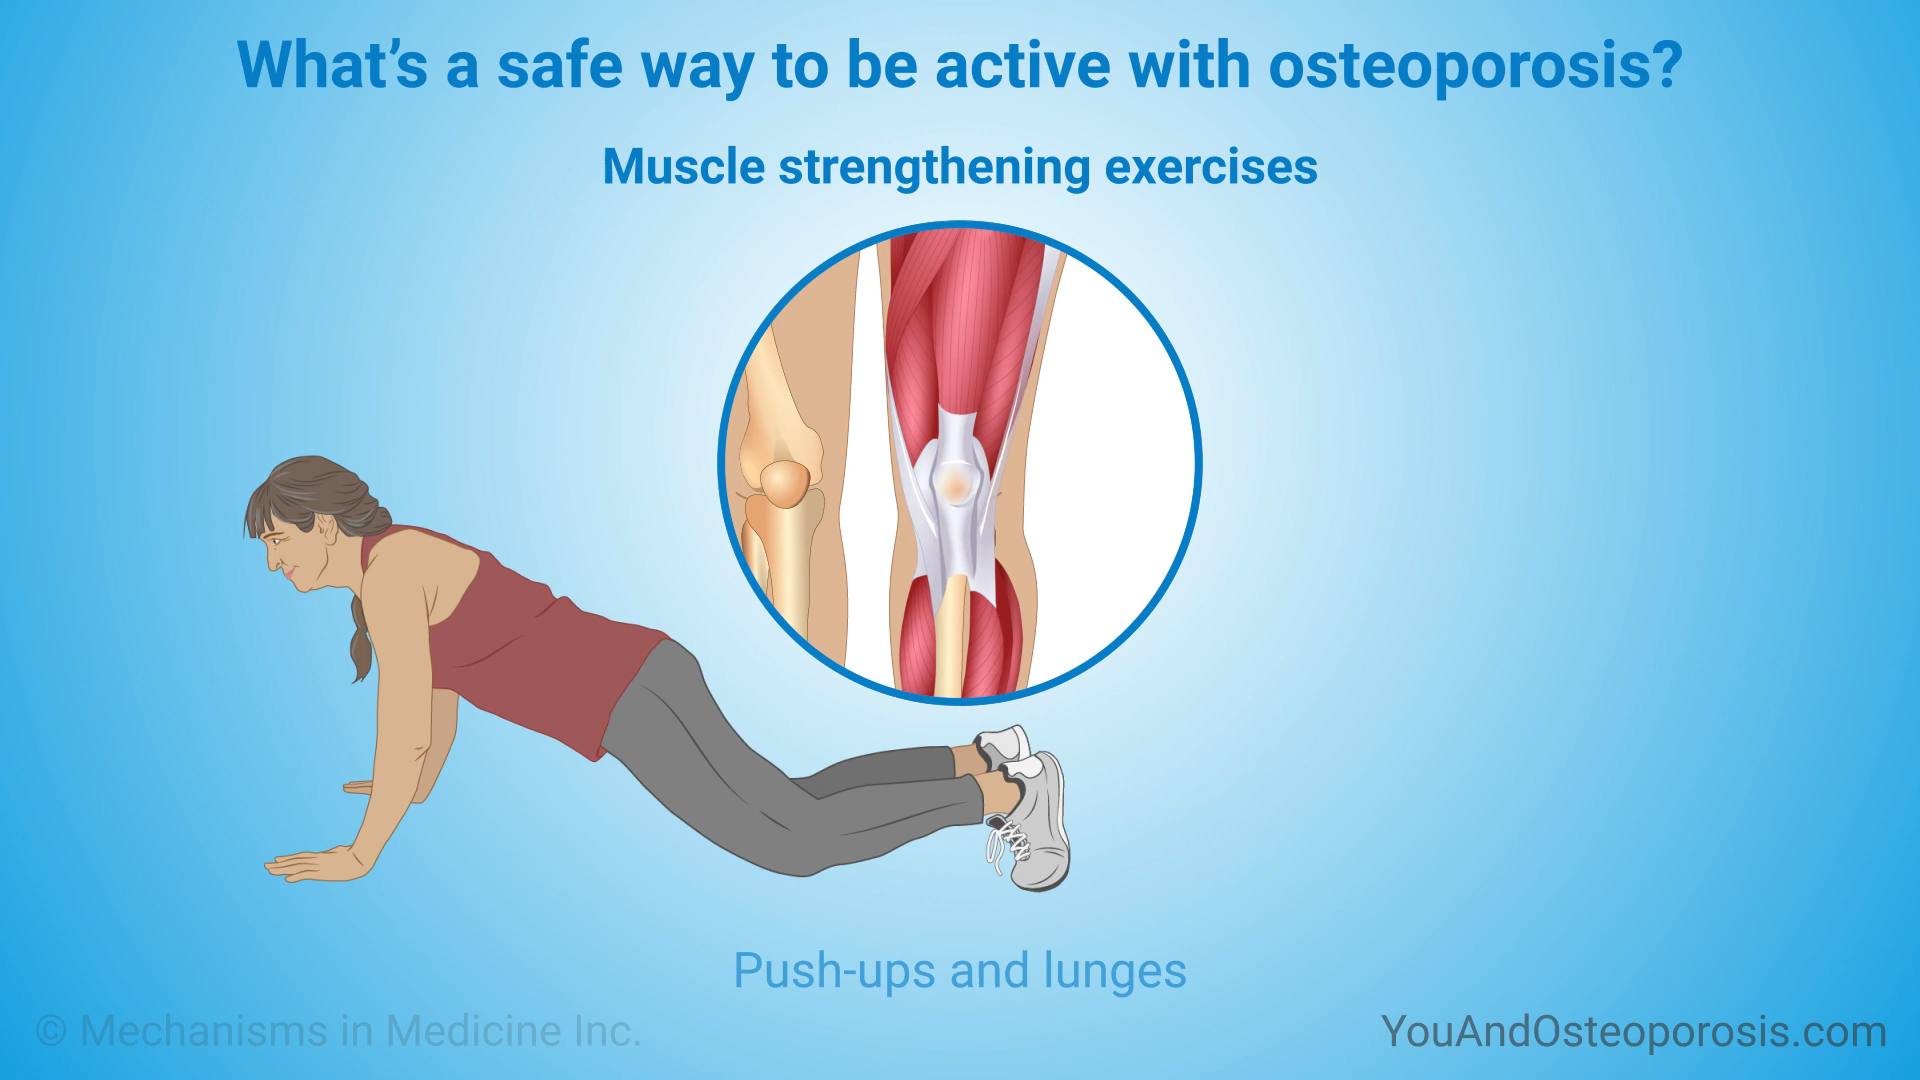 What’s a safe way to be active with osteoporosis?
Muscle strengthening exercises
Push-ups and lunges
© Mechanisms in Medicine Inc.
YouAndOsteoporosis.com